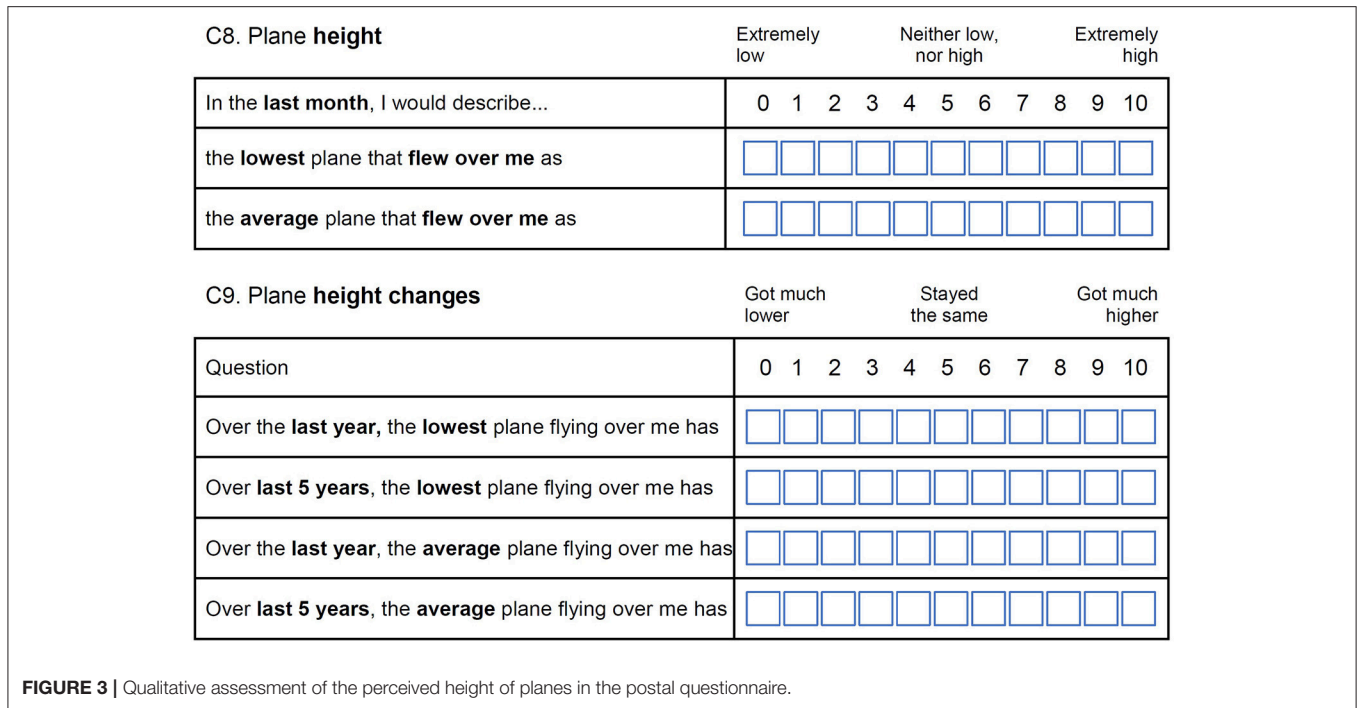 C8. Plane height
Extremely low
Neither low, nor high
Extremely high
In the last month, I would describe... 0 1 2 3 4 5 6 7 8 9 10
the lowest plane that flew over me as
the average plane that flew over me as
C9. Plane height changes
Got much lower
Stayed the same
Got much higher
Question 0 1 2 3 4 5 6 7 8 9 10
Over the last year, the lowest plane flying over me has
Over last 5 years, the lowest plane flying over me has
Over the last year, the average plane flying over me has
Over last 5 years, the average plane flying over me has
FIGURE 3 | Qualitative assessment of the perceived height of planes in the postal questionnaire.